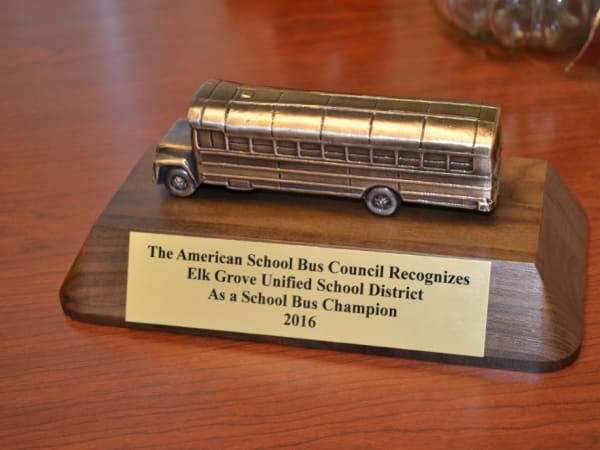 The American School Bus Council Recognizes
Elk Grove Unified School District
As a School Bus Champion
2016